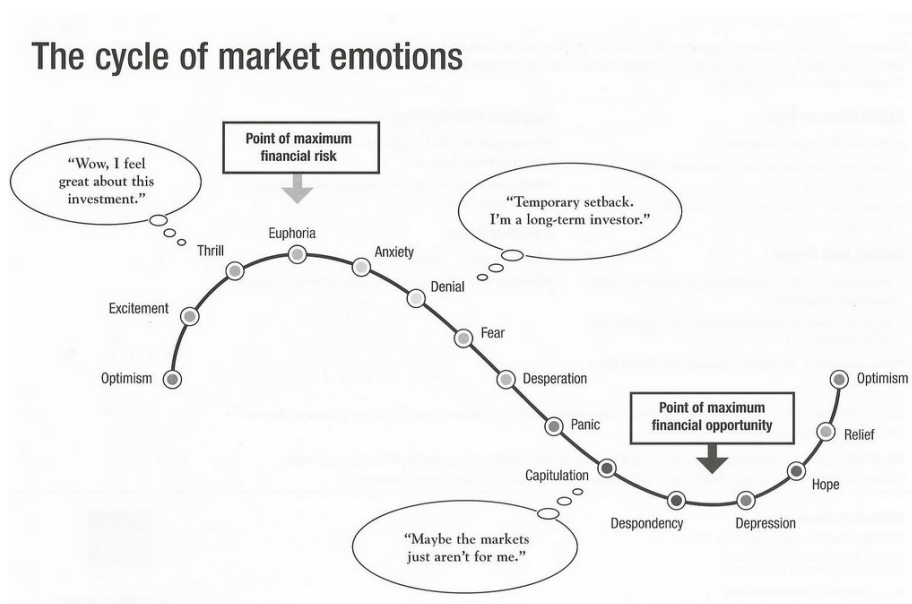 The cycle of market emotions
Point of maximum
financial risk
“Wow, I feel
great about this
investment.”
“Temporary setback.
I’m a long-term investor.”
Euphoria
Thrill
Anxiety
Denial
Excitement
Fear
Optimism
Desperation
Optimism
Point of maximum
financial opportunity
Panic
Relief
Capitulation
Hope
Despondency
Depression
“Maybe the markets
just aren’t for me.”